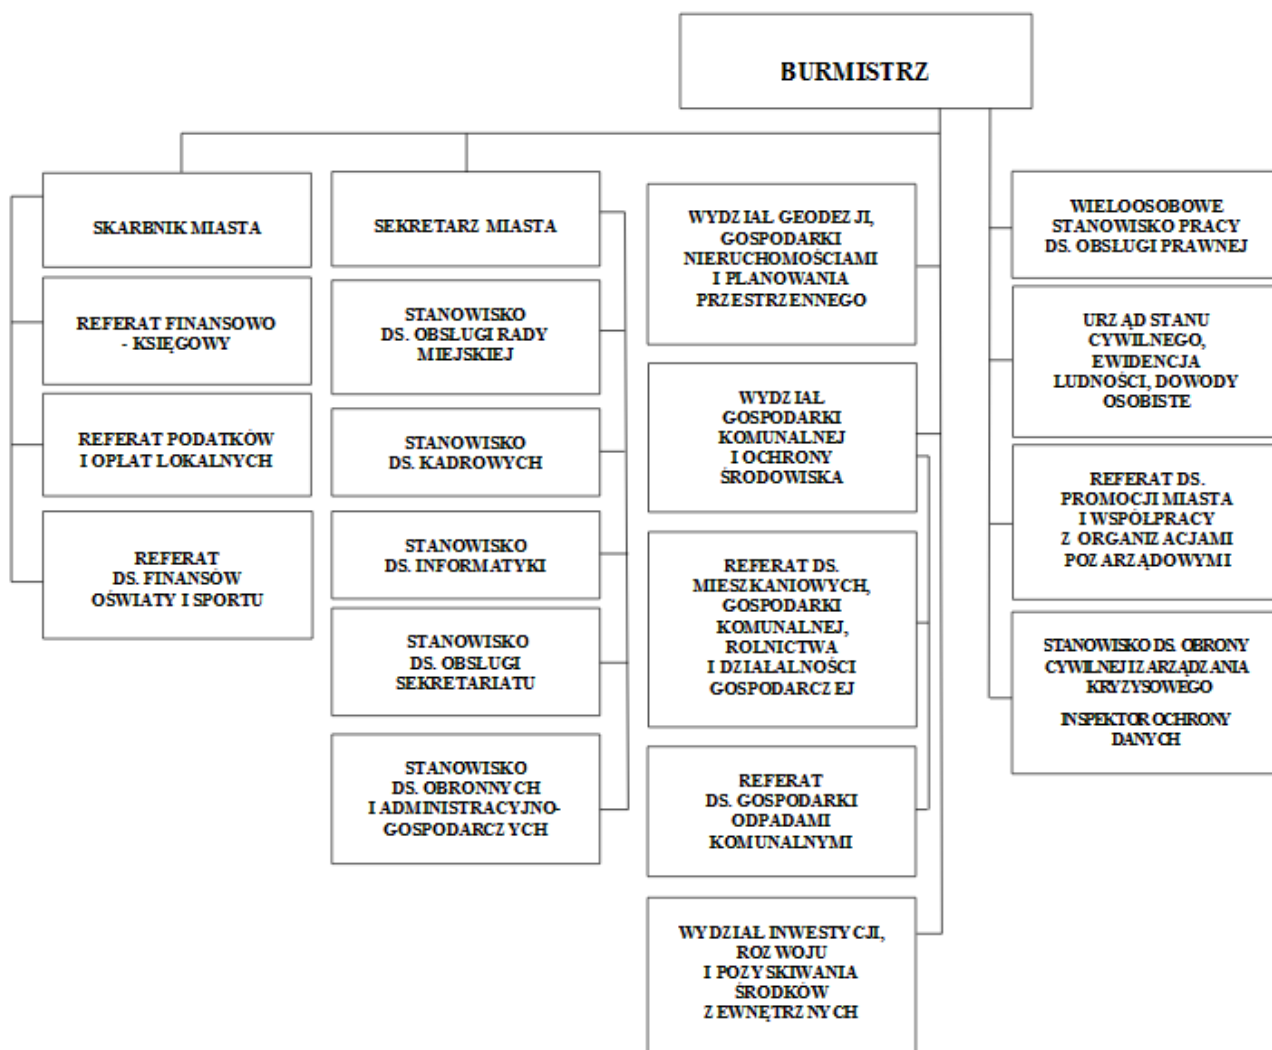 BURMISTRZ
SKARBNIK MIASTA
REFERAT FINANSOWO
- KSIĘGOWY
REFERAT PODATKÓW
I OPŁAT LOKALNYCH
REFERAT
DS. FINANSÓW
OŚWIATY I SPORTU
SEKRETARZ MIASTA
STANOWISKO
DS. OBSŁUGI RADY
MIEJSKIEJ
STANOWISKO
DS. KADROWYCH
STANOWISKO
DS. INFORMATYKI
STANOWISKO
DS. OBSŁUGI
SEKRETARIATU
STANOWISKO
DS. OBRONNYCH
I ADMINISTRACYJNO-
GOSPODARCZYCH
WYDZIAŁ GEODEZJI,
GOSPODARKI
NIERUCHOMOŚCIAMI
I PLANOWANIA
PRZESTRZENNEGO
WYDZIAŁ
GOSPODARKI
KOMUNALNEJ
I OCHRONY
ŚRODOWISKA
REFERAT DS.
MIESZKANIOWYCH,
GOSPODARKI
KOMUNALNEJ,
ROLNICTWA
I DZIAŁALNOŚCI
GOSPODARCZEJ
REFERAT
DS. GOSPODARKI
ODPADAMI
KOMUNALNYMI
WYDZIAŁ INWESTYCJI,
ROZWOJU
I POZYSKIWANIA
ŚRODKÓW
ZEWNĘTRZNYCH
WIELOOSOBOWE
STANOWISKO PRACY
DS. OBSŁUGI PRAWNEJ
URZĄD STANU
CYWILNEGO,
EWIDENCJA
LUDNOŚCI, DOWODY
OSOBISTE
REFERAT DS.
PROMOCJI MIASTA
I WSPÓŁPRACY
Z ORGANIZACJAMI
POZARZĄDOWYMI
STANOWISKO DS. OBRONY
CYWILNEJ I ZARZĄDZANIA
KRYZYSOWEGO
INSPEKTOR OCHRONY
DANYCH